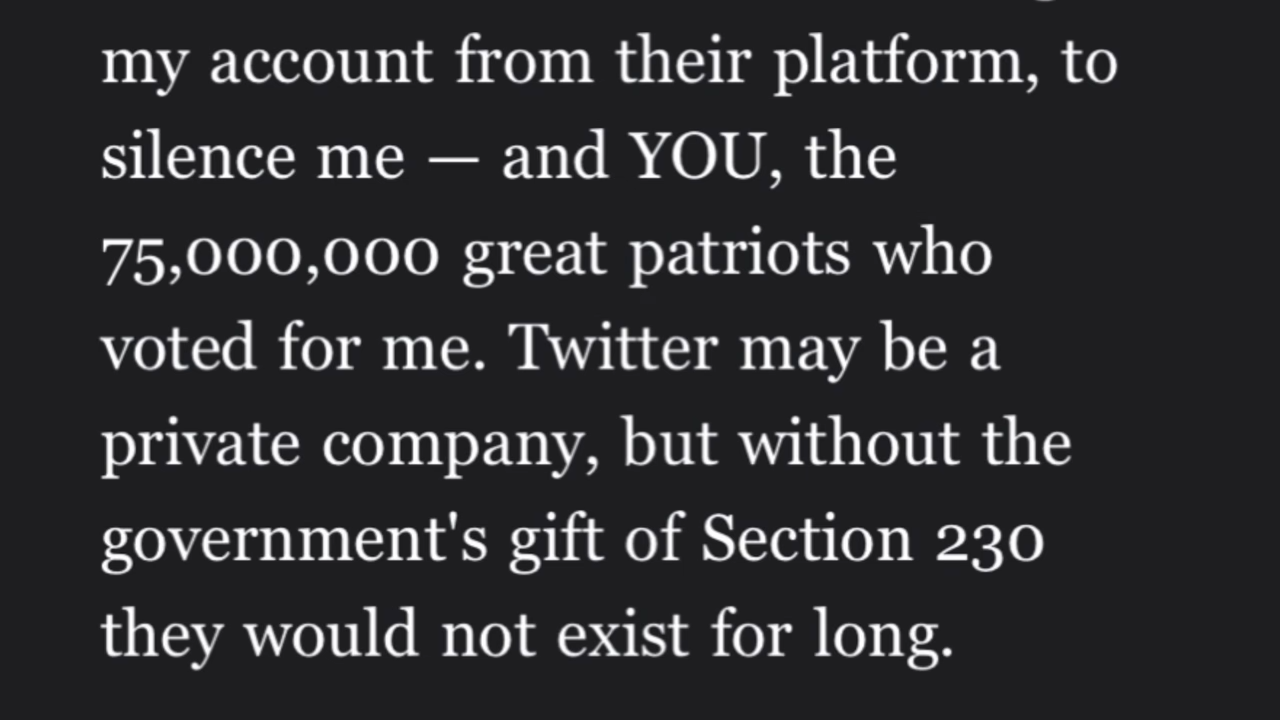 my account from their platform, to
silence me — and YOU, the
75,000,000 great patriots who
voted for me. Twitter may be a
private company, but without the
government's gift of Section 230
they would not exist for long.